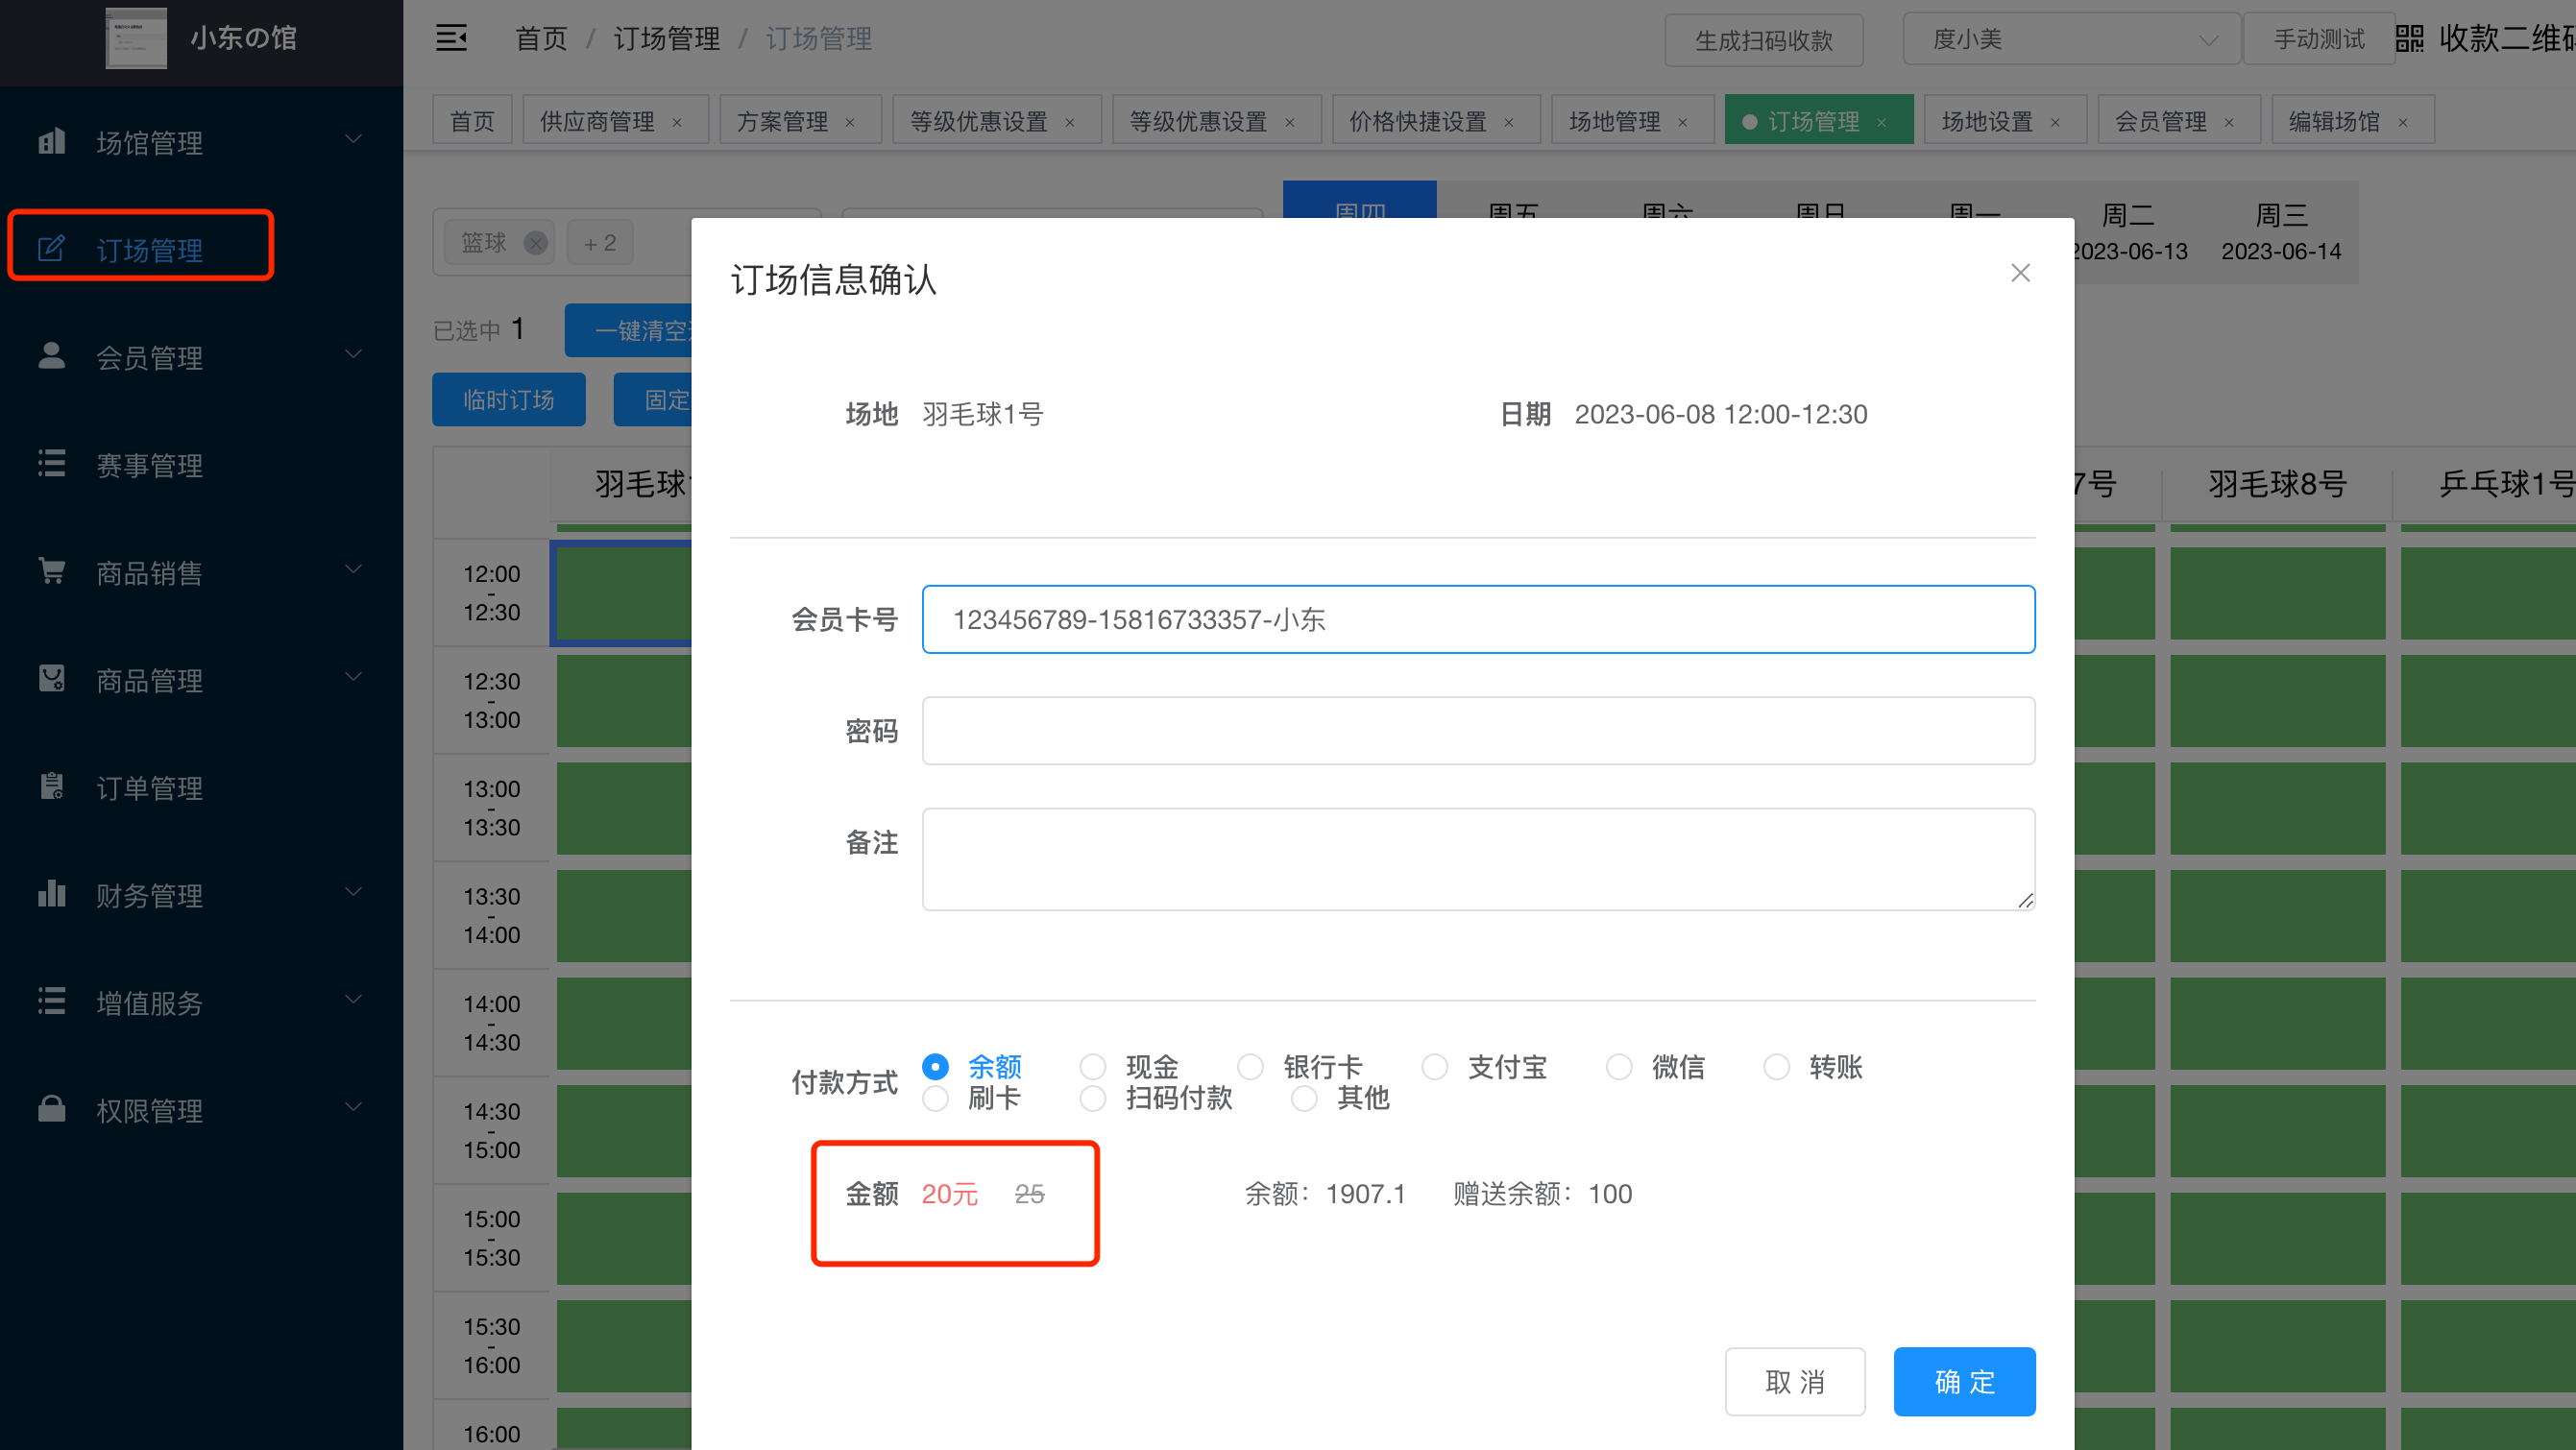 小东の馆
首页 / 订场管理 / 订场管理
生成扫码收款
度小美
手动测试
收款二维码
首页
供应商管理 ×
方案管理 ×
等级优惠设置 ×
等级优惠设置 ×
价格快捷设置 ×
场地管理 ×
订场管理 ×
场地设置 ×
会员管理 ×
编辑场馆 ×
场馆管理
订场管理
会员管理
赛事管理
商品销售
商品管理
订单管理
财务管理
增值服务
权限管理
篮球
+ 2
周四
周五
周六
周日
周一
周二
2023-06-13
周三
2023-06-14
已选中 1
一键清空
临时订场
固定
羽毛球1
7号
羽毛球8号
乒乓球1号
12:00
-
12:30
12:30
-
13:00
13:00
-
13:30
13:30
-
14:00
14:00
-
14:30
14:30
-
15:00
15:00
-
15:30
15:30
-
16:00
16:00
订场信息确认
场地 羽毛球1号
日期 2023-06-08 12:00-12:30
会员卡号 123456789-15816733357-小东
密码
备注
付款方式
余额 现金 银行卡 支付宝 微信 转账
刷卡 扫码付款 其他
金额 20元 25
余额：1907.1 赠送余额：100
取 消
确 定